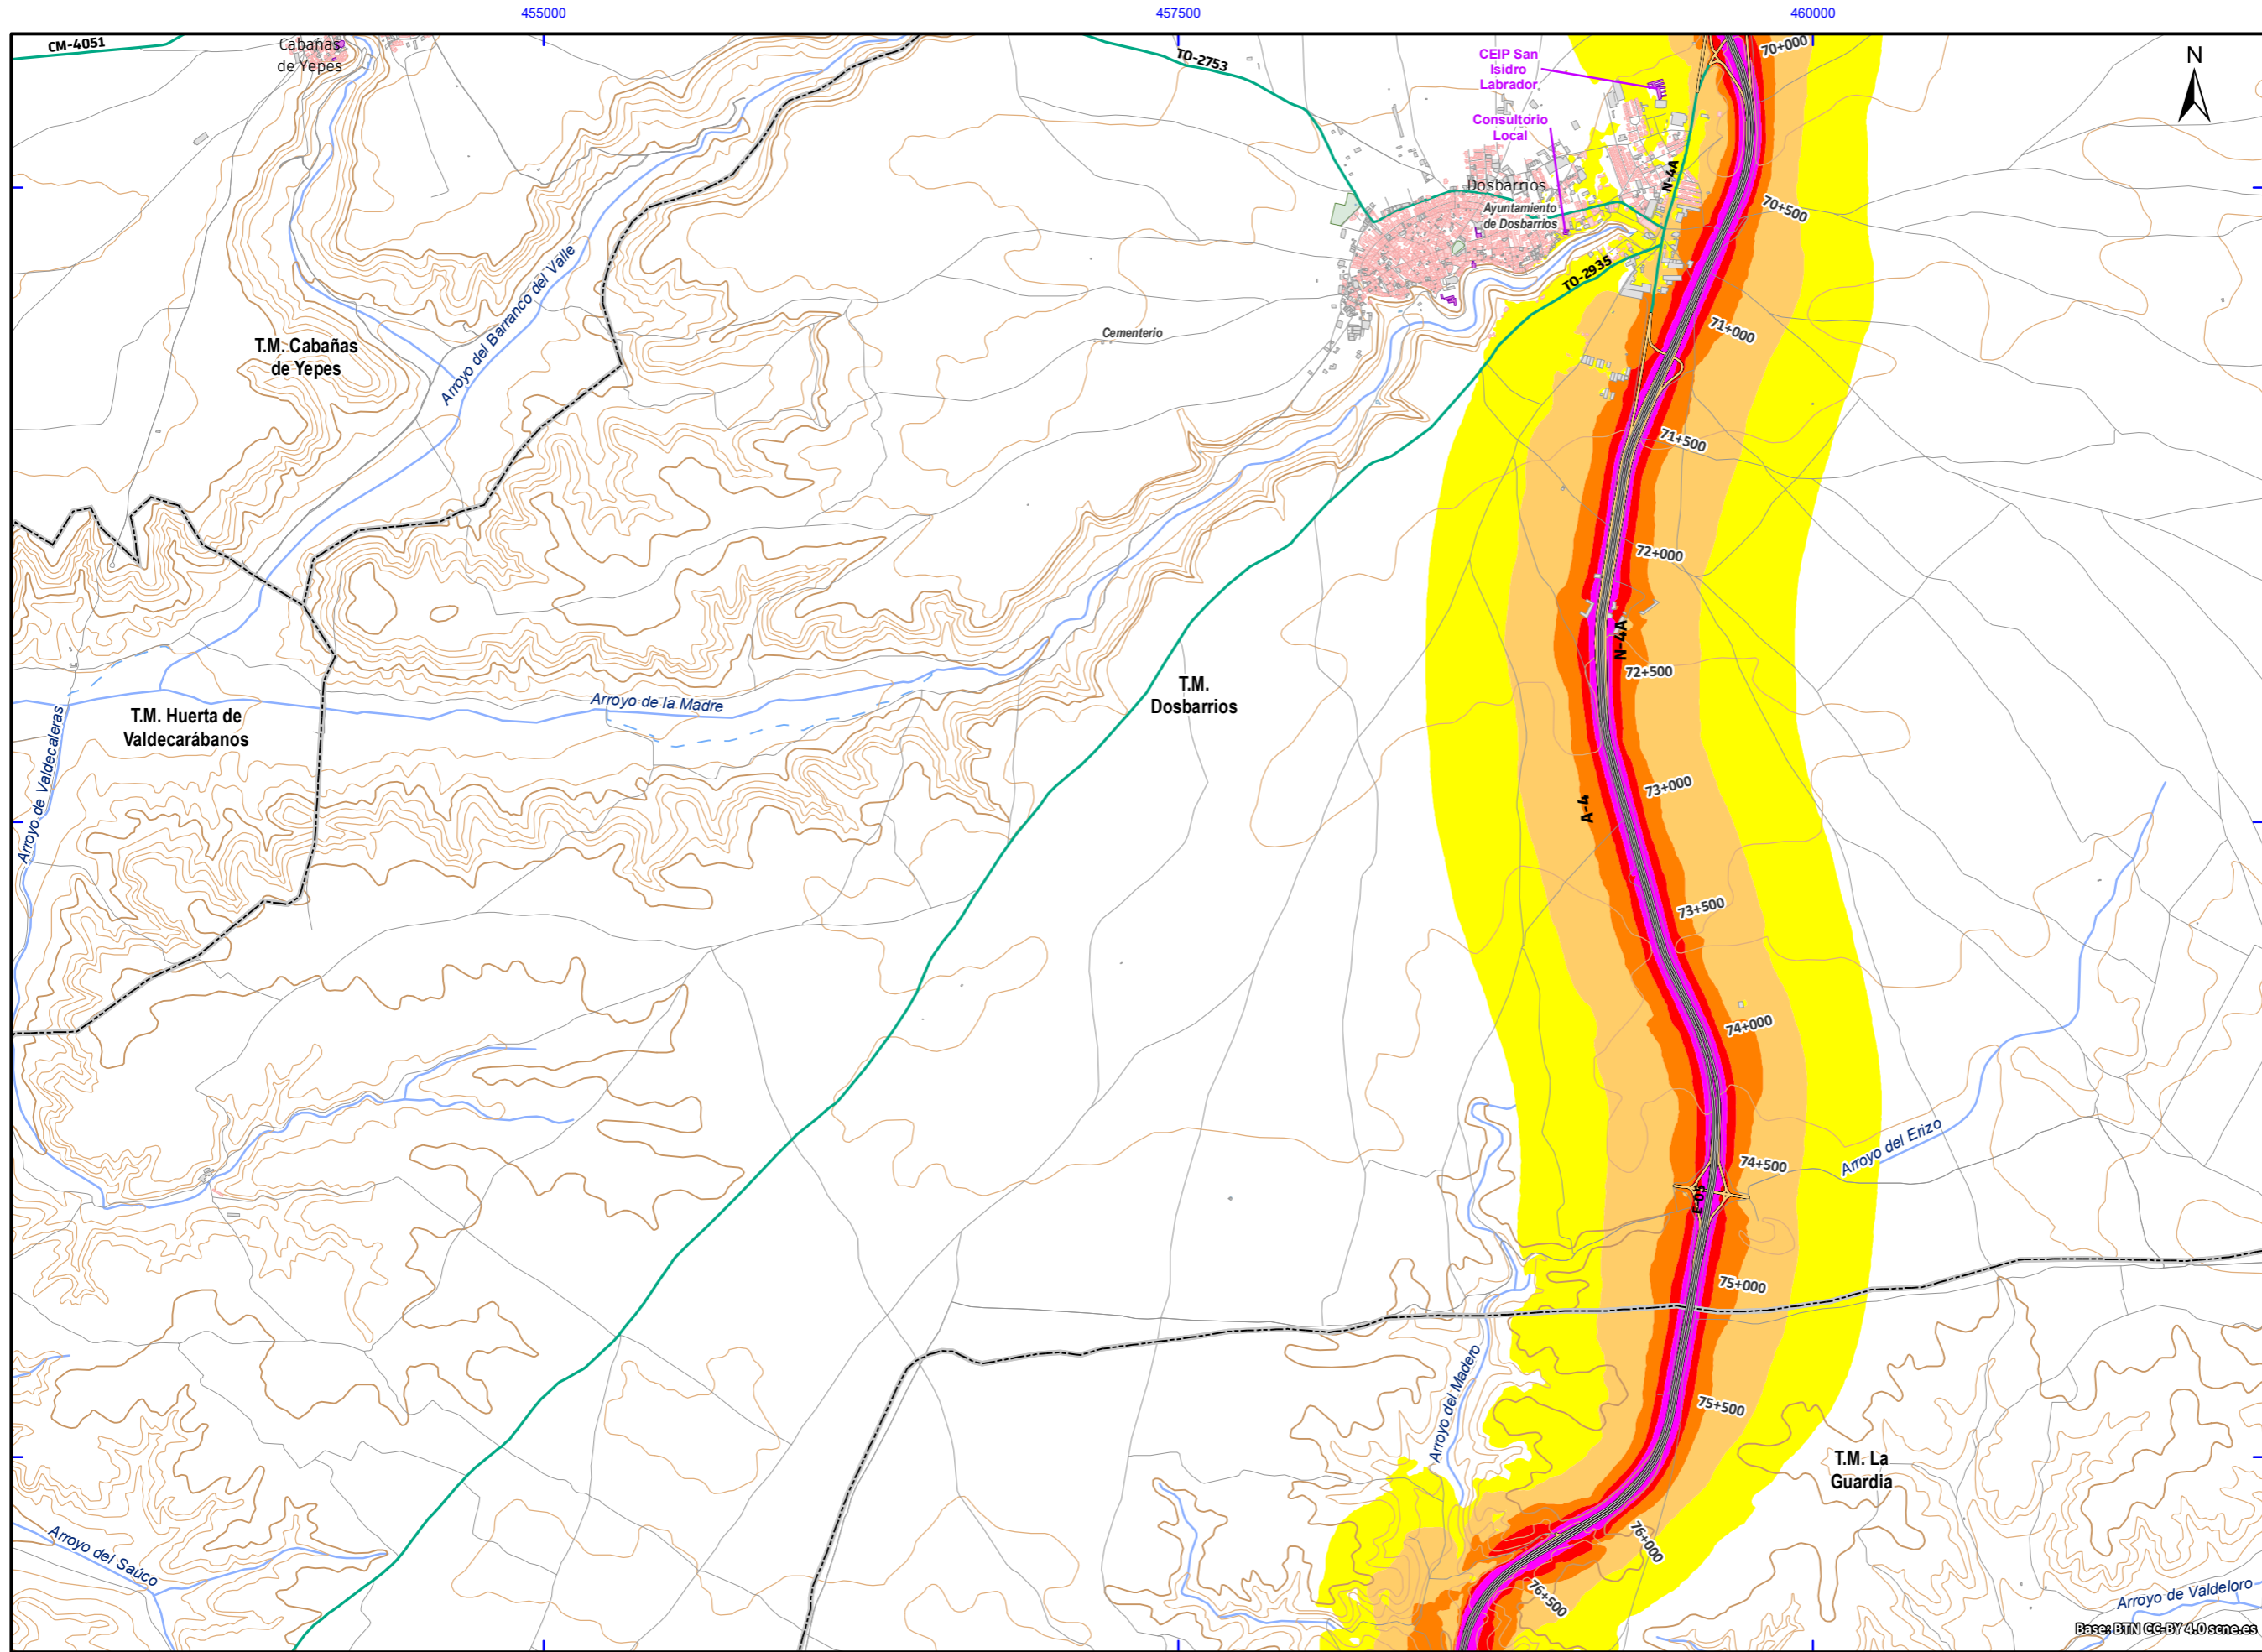 455000
457500
460000
CM-4051
Cabañas
de Yepes
TO-2753
CEIP San
Isidro
Labrador
70+000
N
Consultorio
Local
N-4A
Dosbarrios
Ayuntamiento
de Dosbarrios
70+500
Arroyo del Barranco del Valle
TO-2935
Cementerio
71+000
T.M. Cabañas
de Yepes
71+500
72+000
N-4A
72+500
T.M.
Dosbarrios
Arroyo de la Madre
T.M. Huerta de
Valdecarábanos
Arroyo de Valdecaleras
73+000
A-4
73+500
74+000
Arroyo del Erizo
74+500
E-05
75+000
Arroyo del Madero
75+500
T.M. La
Guardia
76+000
Arroyo del Saúco
76+500
Arroyo de Valdeloro
Base: BTN CC-BY 4.0 scne.es